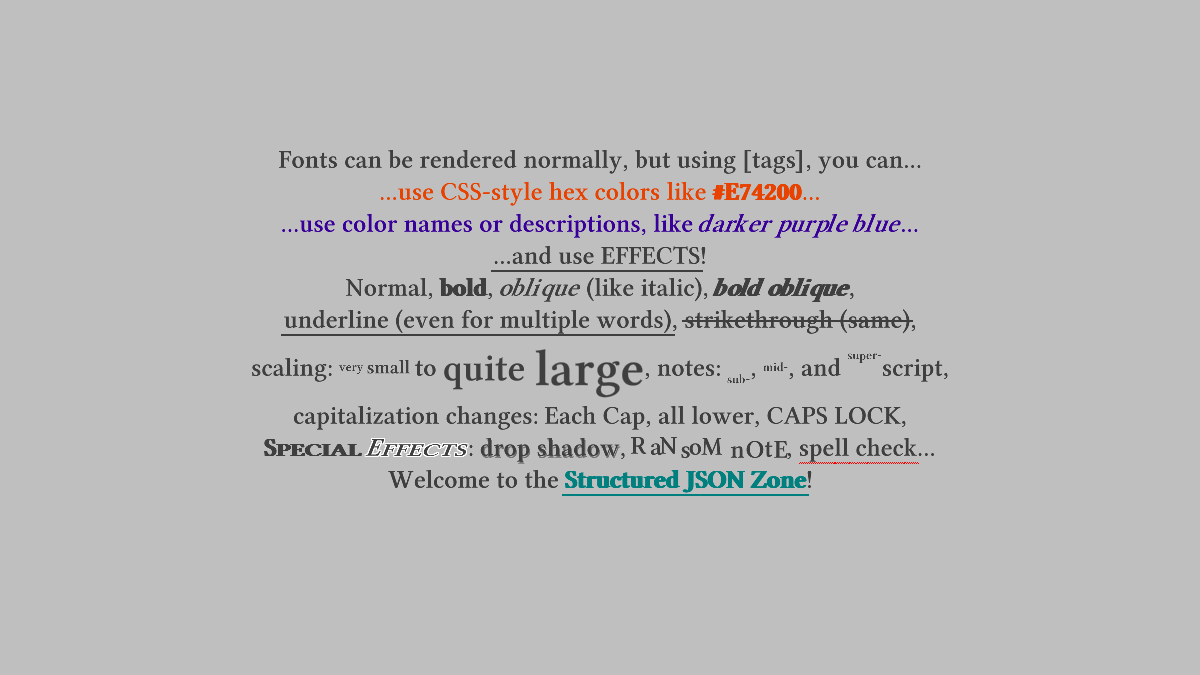 Fonts can be rendered normally, but using [tags], you can...
...use CSS-style hex colors like #E74200...
...use color names or descriptions, like darker purple blue...
...and use EFFECTS!
Normal, bold, oblique (like italic), bold oblique,
underline (even for multiple words), strikethrough (same),
scaling: very small to quite large, notes: sub-, mid-, and super-script,
capitalization changes: Each Cap, all lower, CAPS LOCK,
Special Effects: drop shadow, RaNsoM nOtE, spell check...
Welcome to the Structured JSON Zone!